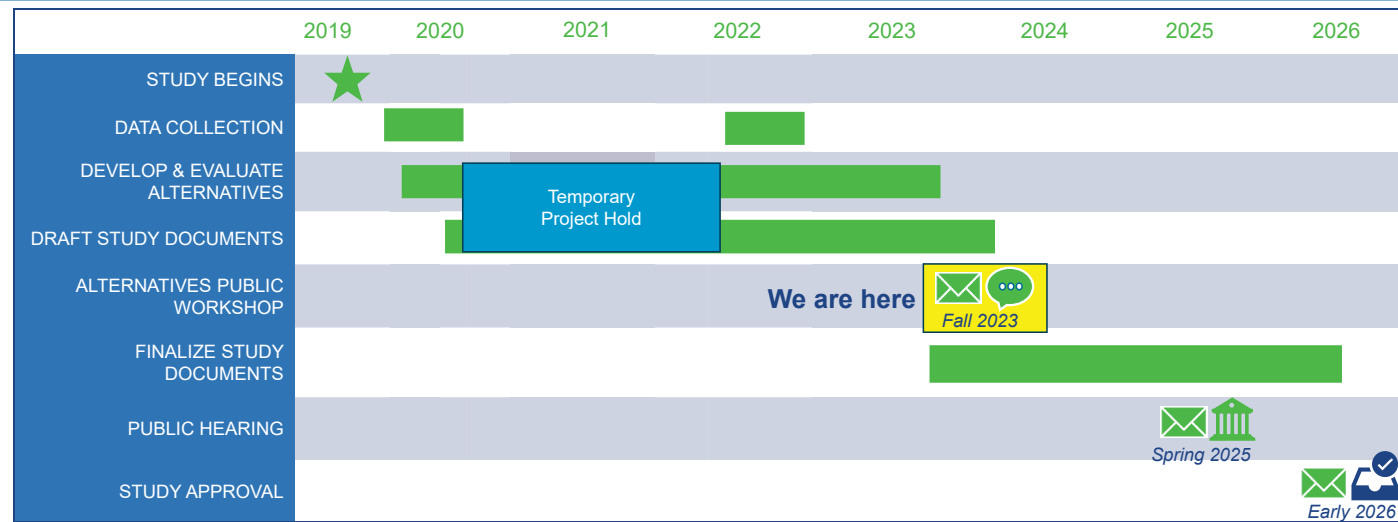 2019 2020 2021 2022 2023 2024 2025 2026
STUDY BEGINS
DATA COLLECTION
DEVELOP & EVALUATE
ALTERNATIVES
Temporary
Project Hold
DRAFT STUDY DOCUMENTS
ALTERNATIVES PUBLIC
WORKSHOP
We are here
Fall 2023
FINALIZE STUDY
DOCUMENTS
PUBLIC HEARING
Spring 2025
STUDY APPROVAL
Early 2026